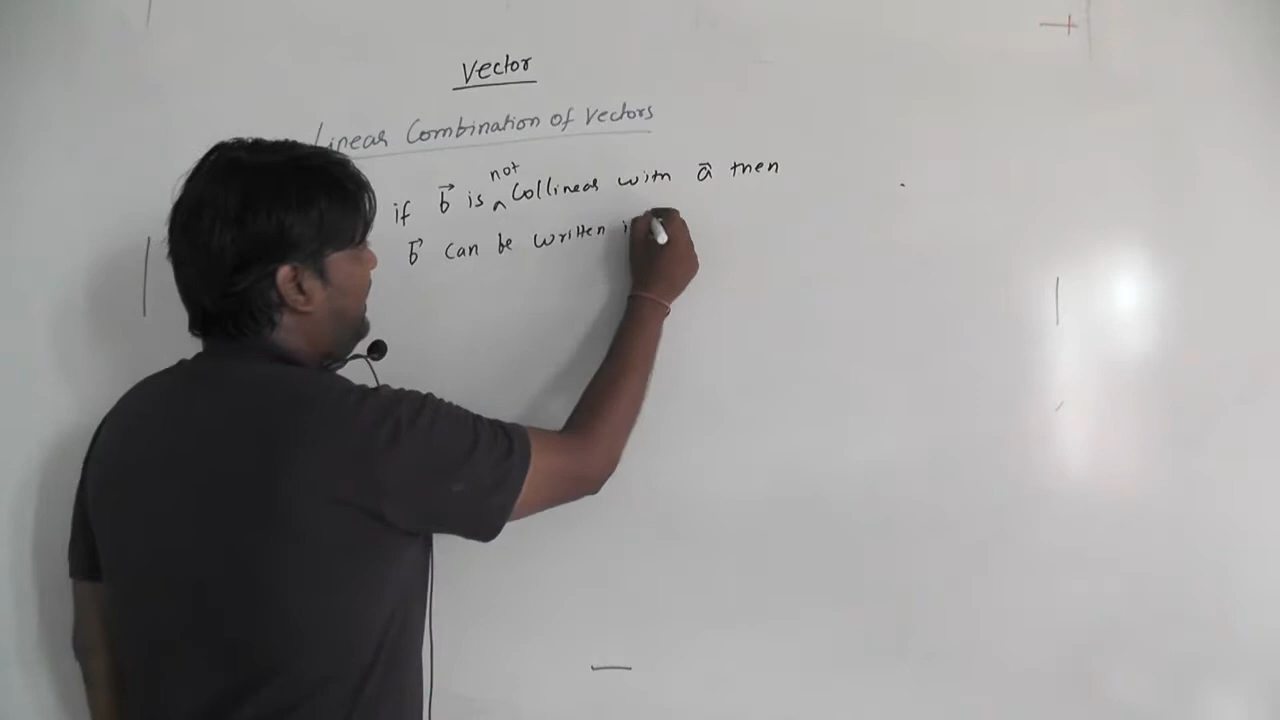 Vector
Linear Combination of Vectors
if b⃗ is not collinear with a⃗ then
b⃗ can be written